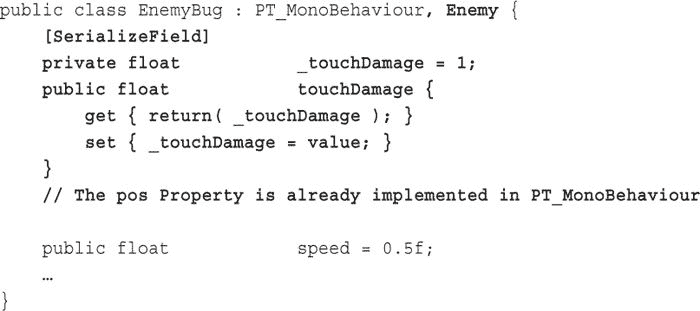 public class EnemyBug : PT_MonoBehaviour, Enemy {
    [SerializeField]
    private float          _touchDamage = 1;
    public float           touchDamage {
        get { return( _touchDamage ); }
        set { _touchDamage = value; }
    }
    // The pos Property is already implemented in PT_MonoBehaviour
    public float           speed = 0.5f;
    …
}